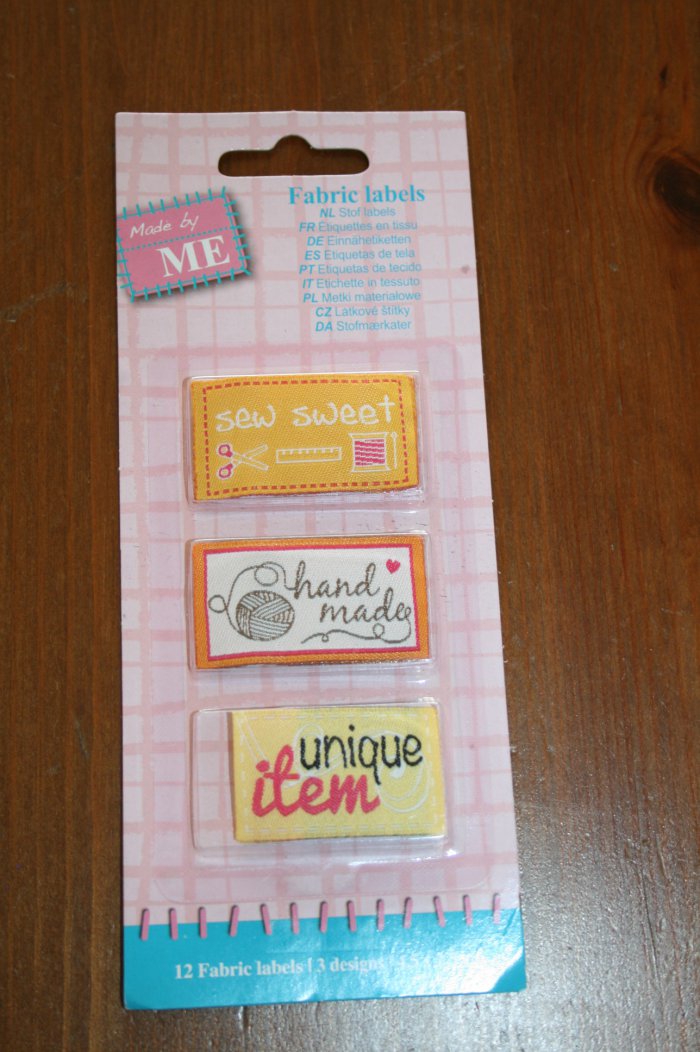 Made by
ME
Fabric labels
NL Stof labels
FR Étiquettes en tissu
DE Einnähetiketten
ES Etiquetas de tela
PT Etiquetas de tecido
IT Etichette in tessuto
PL Metki materiałowe
CZ Látkové štítky
DA Stofmærkater
sew sweet
hand
made
unique
item
12 Fabric labels | 3 designs